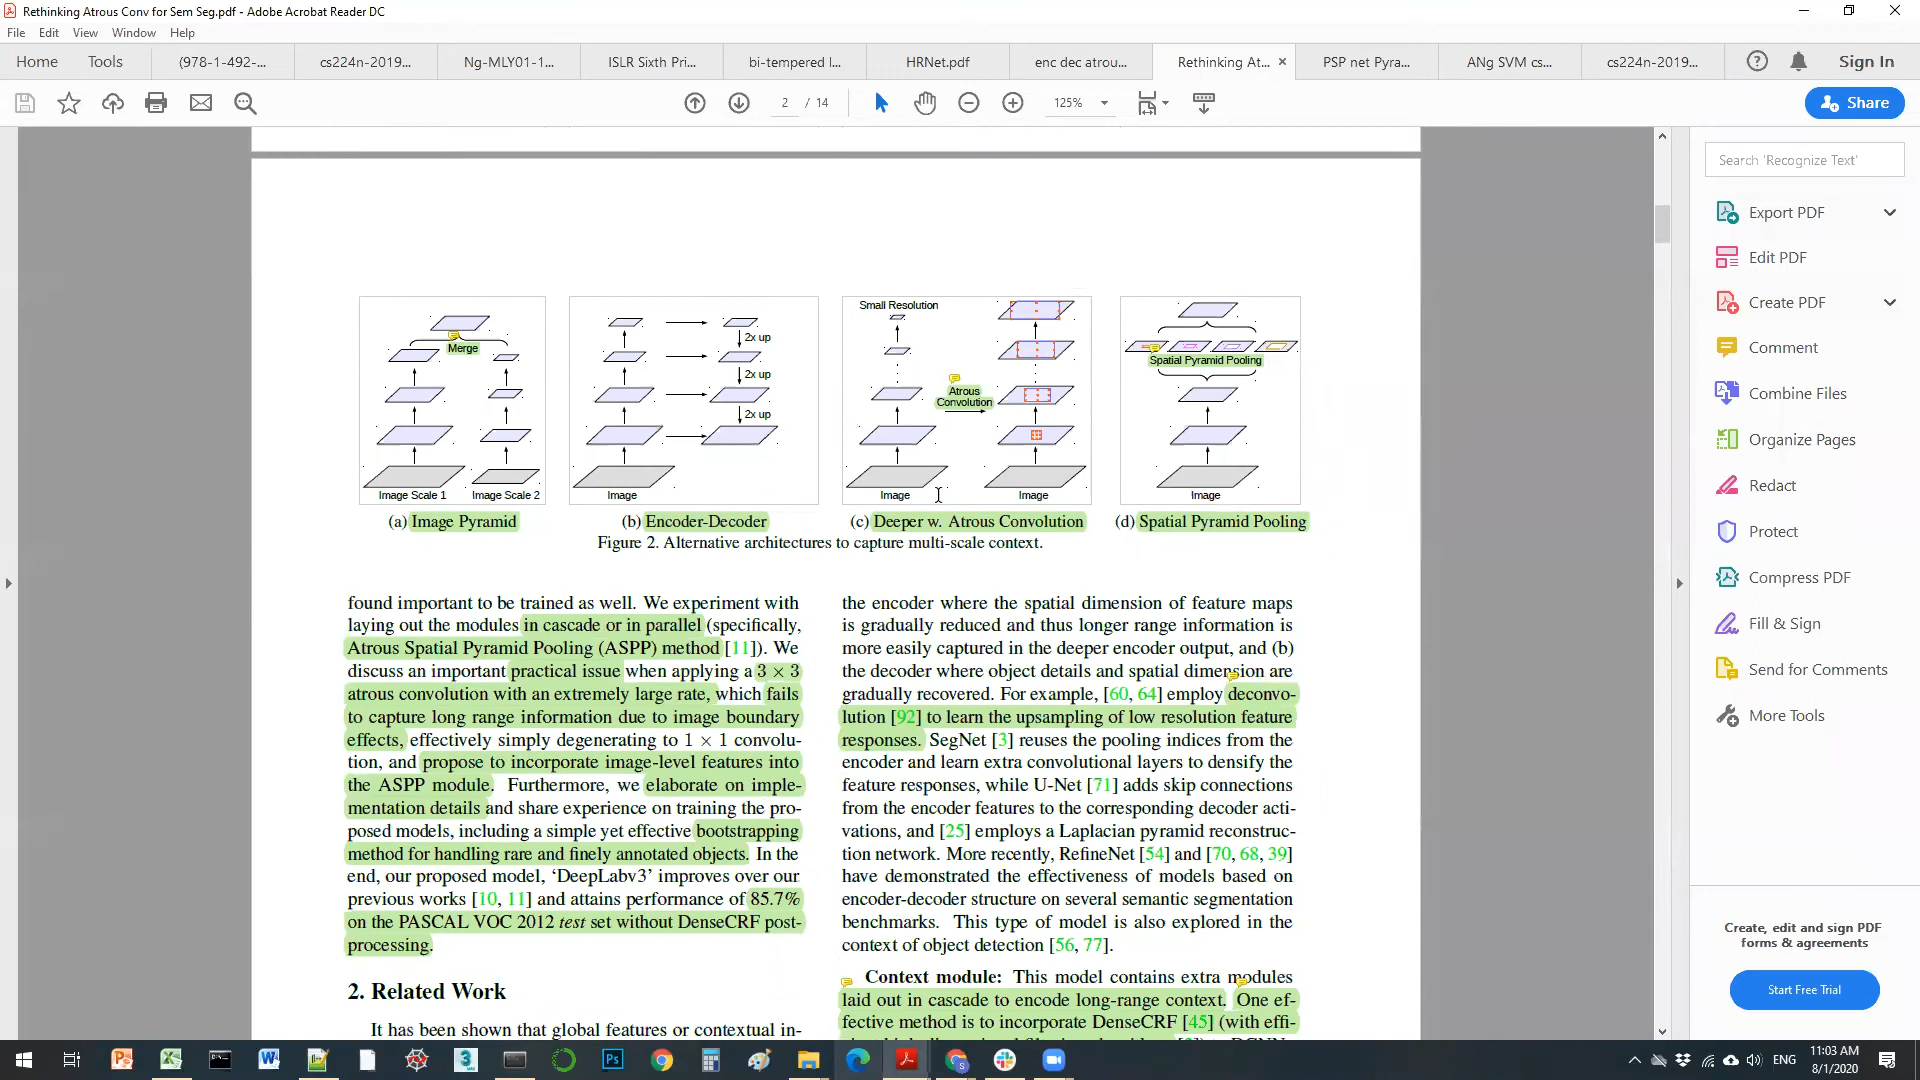 Rethinking Atrous Conv for Sem Seg.pdf - Adobe Acrobat Reader DC
File Edit View Window Help
Home Tools (978-1-492-... cs224n-2019... Ng-MLY01-1... ISLR Sixth Pri... bi-tempered l... HRNet.pdf enc dec atrou... Rethinking At... × PSP net Pyra... ANg SVM cs... cs224n-2019... Sign In
2 / 14 125% Share
Search 'Recognize Text'
Export PDF
Edit PDF
Create PDF
Comment
Combine Files
Organize Pages
Redact
Protect
Compress PDF
Fill & Sign
Send for Comments
More Tools
Create, edit and sign PDF
forms & agreements
Start Free Trial
Merge
Image Scale 1 Image Scale 2
(a) Image Pyramid
2x up
2x up
2x up
Image
(b) Encoder-Decoder
Small Resolution
Atrous
Convolution
Image Image
(c) Deeper w. Atrous Convolution
Spatial Pyramid Pooling
Image
(d) Spatial Pyramid Pooling
Figure 2. Alternative architectures to capture multi-scale context.
found important to be trained as well. We experiment with
laying out the modules in cascade or in parallel (specifically,
Atrous Spatial Pyramid Pooling (ASPP) method [11]). We
discuss an important practical issue when applying a 3 × 3
atrous convolution with an extremely large rate, which fails
to capture long range information due to image boundary
effects, effectively simply degenerating to 1 × 1 convolu-
tion, and propose to incorporate image-level features into
the ASPP module. Furthermore, we elaborate on imple-
mentation details and share experience on training the pro-
posed models, including a simple yet effective bootstrapping
method for handling rare and finely annotated objects. In the
end, our proposed model, 'DeepLabv3' improves over our
previous works [10, 11] and attains performance of 85.7%
on the PASCAL VOC 2012 test set without DenseCRF post-
processing.
2. Related Work
It has been shown that global features or contextual in-
the encoder where the spatial dimension of feature maps
is gradually reduced and thus longer range information is
more easily captured in the deeper encoder output, and (b)
the decoder where object details and spatial dimension are
gradually recovered. For example, [60, 64] employ deconvo-
lution [92] to learn the upsampling of low resolution feature
responses. SegNet [3] reuses the pooling indices from the
encoder and learn extra convolutional layers to densify the
feature responses, while U-Net [71] adds skip connections
from the encoder features to the corresponding decoder acti-
vations, and [25] employs a Laplacian pyramid reconstruc-
tion network. More recently, RefineNet [54] and [70, 68, 39]
have demonstrated the effectiveness of models based on
encoder-decoder structure on several semantic segmentation
benchmarks. This type of model is also explored in the
context of object detection [56, 77].
Context module: This model contains extra modules
laid out in cascade to encode long-range context. One ef-
fective method is to incorporate DenseCRF [45] (with effi-
ENG
11:03 AM
8/1/2020